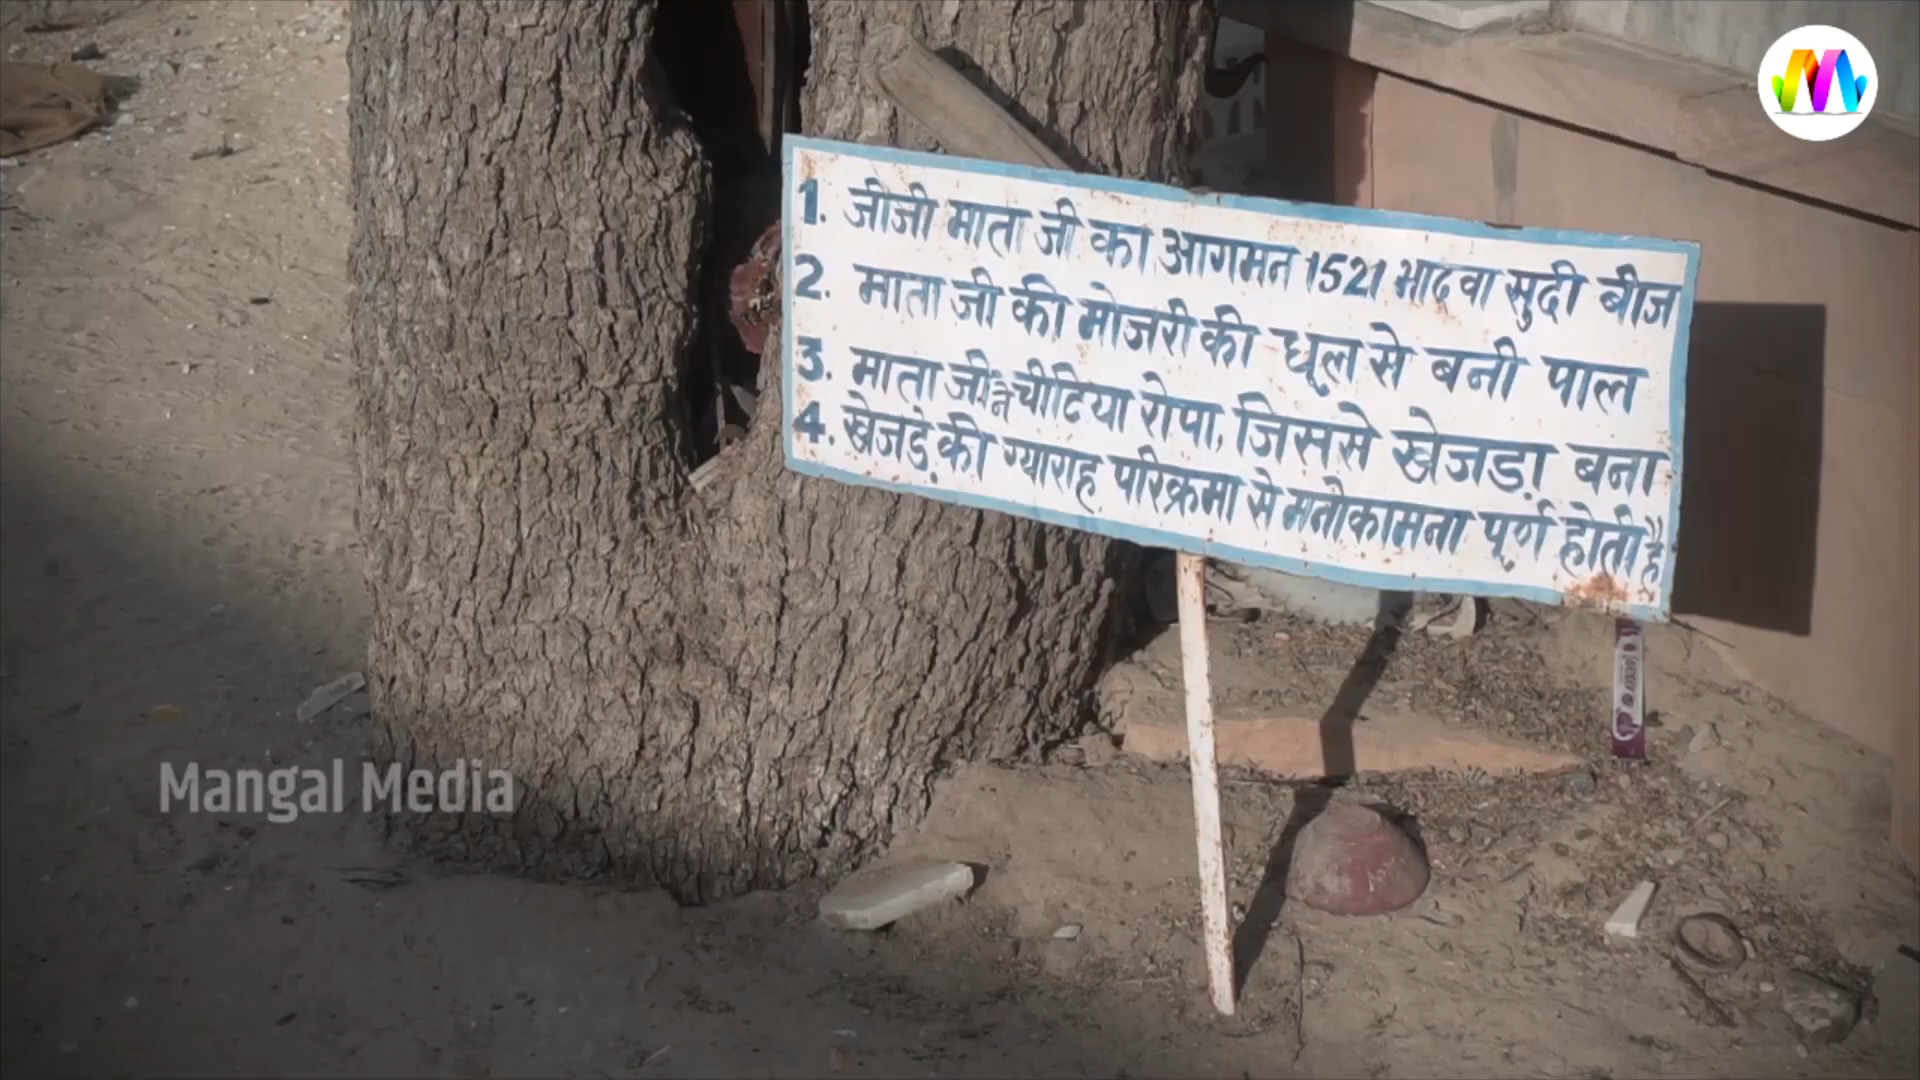 1. जीजी माता जी का आगमन 1521 भादवा सुदी बीज
2. माता जी की मोजरी की धूल से बनी पाल
3. माता जी ने चीटिया रोपा, जिससे खेजड़ा बना
4. खेजड़े की ग्याराह परिक्रमा से मनोकामना पूर्ण होती है
Mangal Media